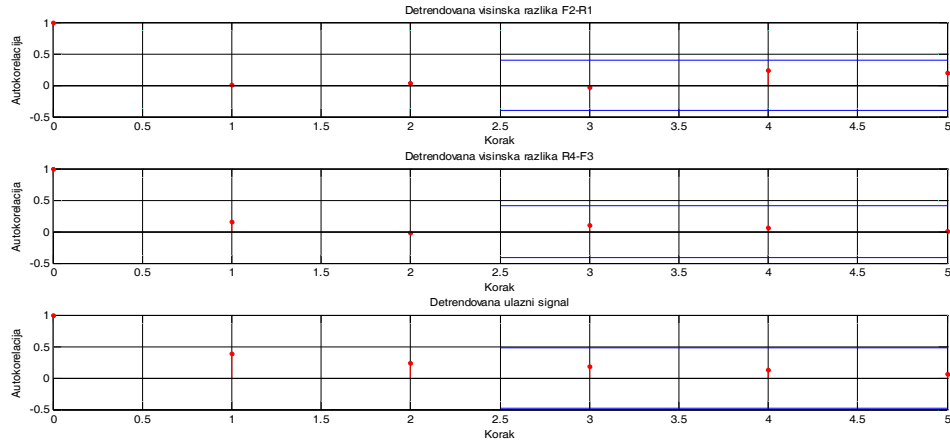 Detrendovana visinska razlika F2-R1
Autokorelacija
1
0.5
0
-0.5
0 0.5 1 1.5 2 2.5 3 3.5 4 4.5 5
Korak
Detrendovana visinska razlika R4-F3
Autokorelacija
1
0.5
0
-0.5
0 0.5 1 1.5 2 2.5 3 3.5 4 4.5 5
Korak
Detrendovana ulazni signal
Autokorelacija
1
0.5
0
-0.5
0 0.5 1 1.5 2 2.5 3 3.5 4 4.5 5
Korak